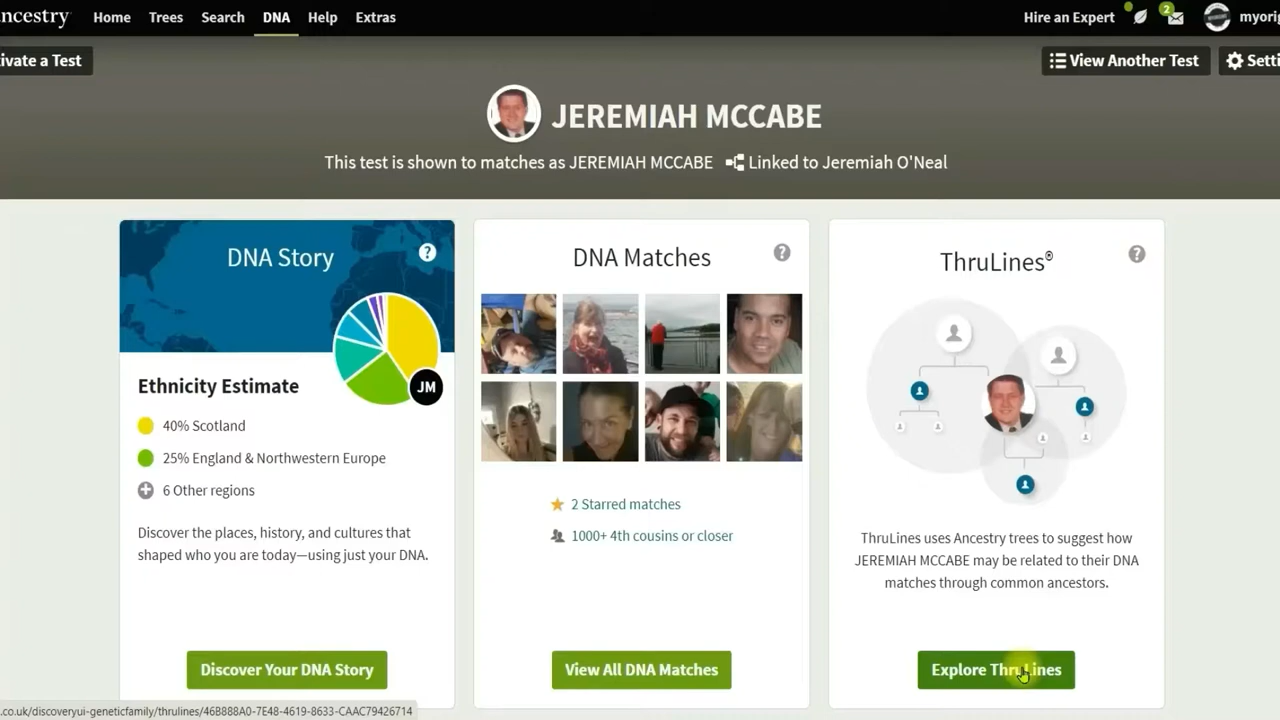 ncestry
Home Trees Search DNA Help Extras
Hire an Expert 2 myorig
ivate a Test
View Another Test Setti
JEREMIAH MCCABE
This test is shown to matches as JEREMIAH MCCABE Linked to Jeremiah O'Neal
DNA Story ?
JM
Ethnicity Estimate
40% Scotland
25% England & Northwestern Europe
6 Other regions
Discover the places, history, and cultures that
shaped who you are today—using just your DNA.
Discover Your DNA Story
DNA Matches ?
2 Starred matches
1000+ 4th cousins or closer
View All DNA Matches
ThruLines® ?
ThruLines uses Ancestry trees to suggest how
JEREMIAH MCCABE may be related to their DNA
matches through common ancestors.
Explore ThruLines
.co.uk/discoveryui-geneticfamily/thrulines/46B888A0-7E48-4619-8633-CAAC79426714